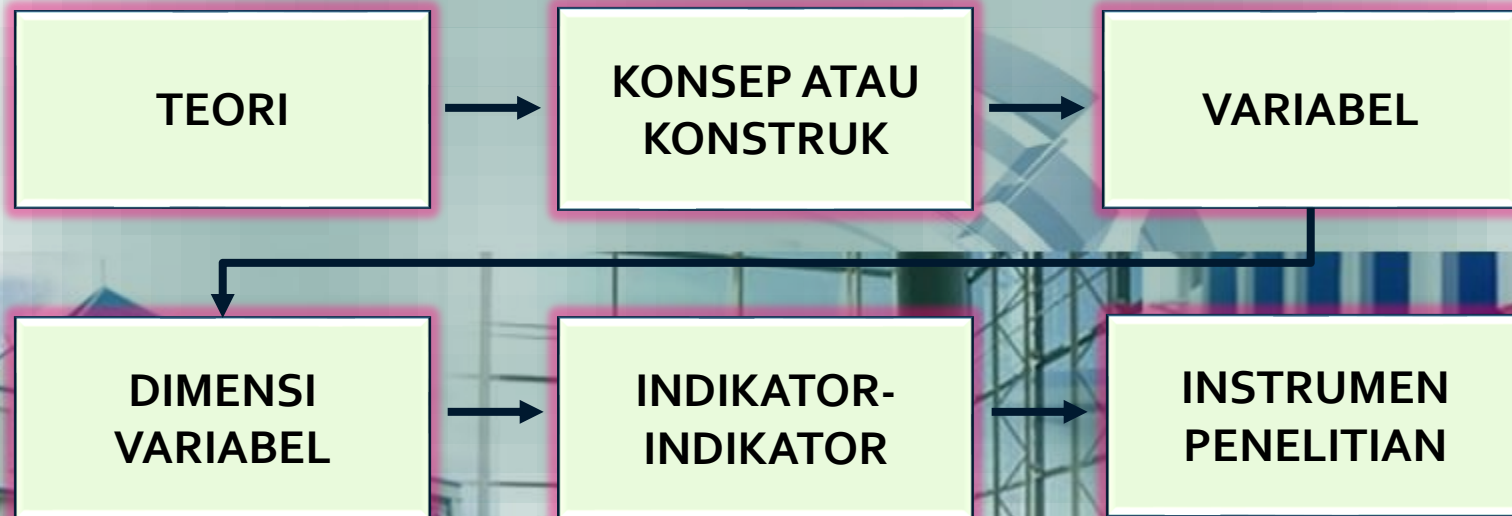 TEORI
KONSEP ATAU
KONSTRUK
VARIABEL
DIMENSI
VARIABEL
INDIKATOR-
INDIKATOR
INSTRUMEN
PENELITIAN